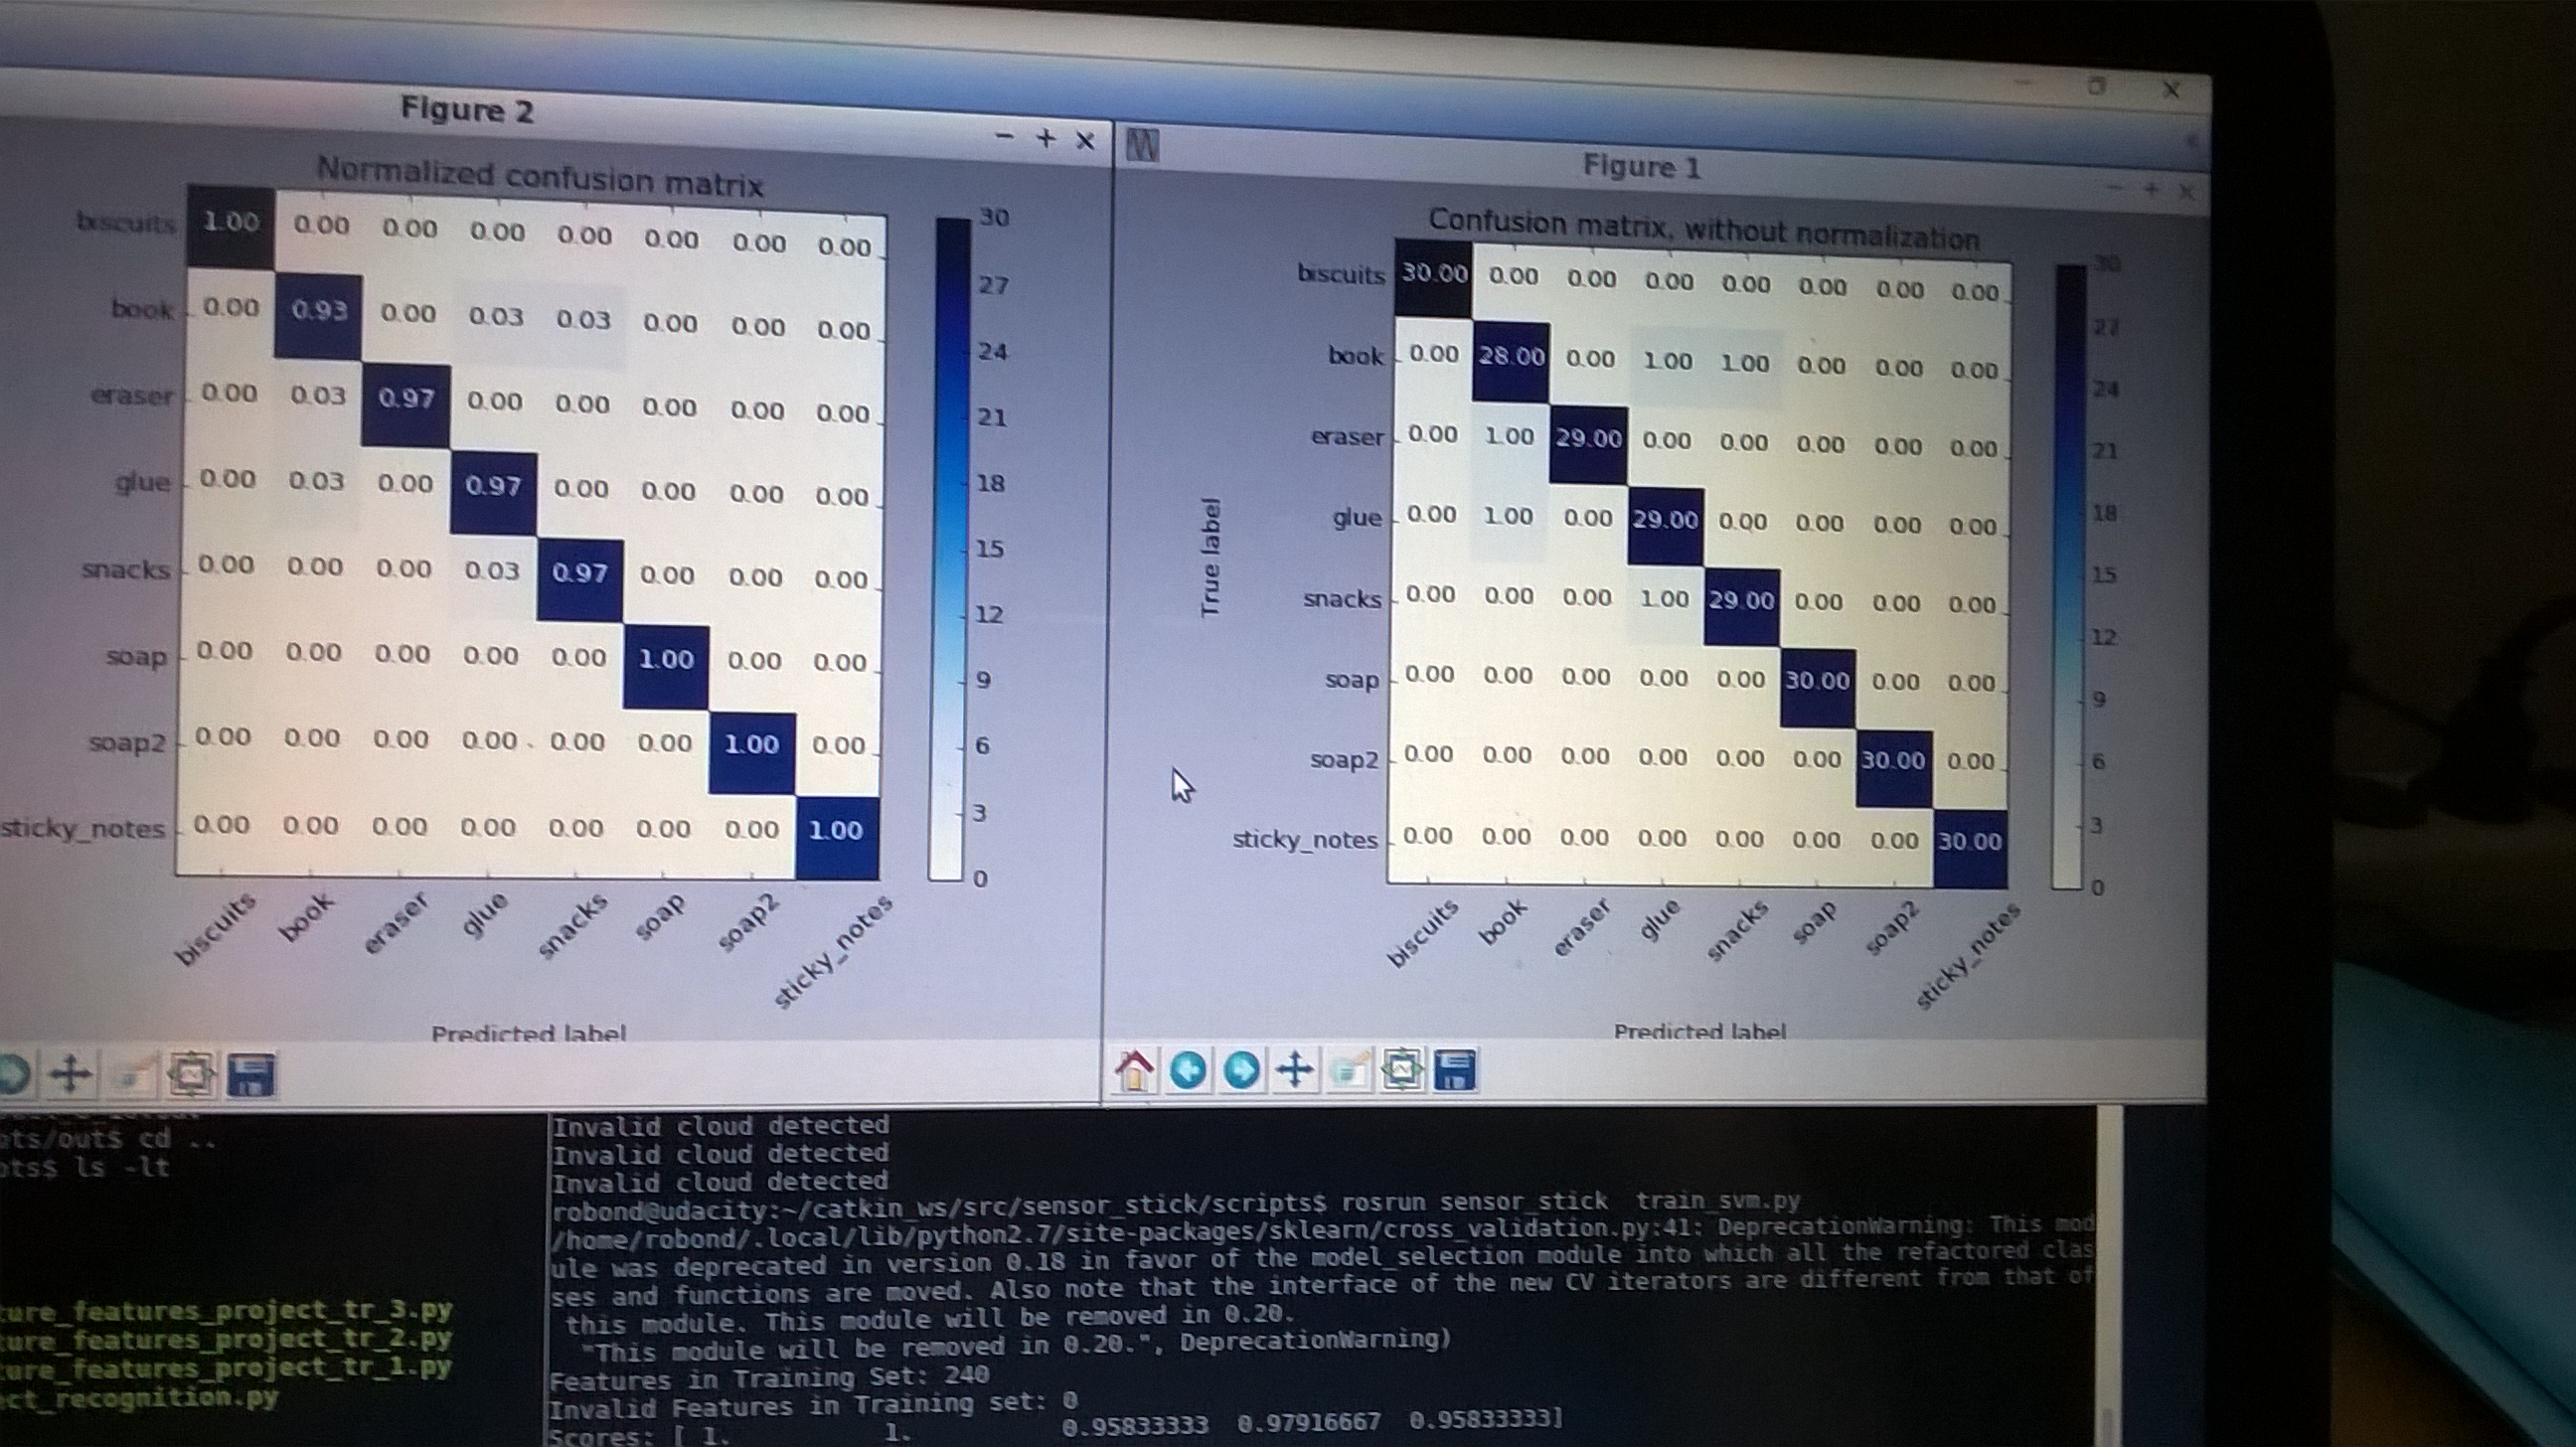 Figure 2
Normalized confusion matrix
biscuits 1.00 0.00 0.00 0.00 0.00 0.00 0.00 0.00
book 0.00 0.93 0.00 0.03 0.03 0.00 0.00 0.00
eraser 0.00 0.03 0.97 0.00 0.00 0.00 0.00 0.00
glue 0.00 0.03 0.00 0.97 0.00 0.00 0.00 0.00
snacks 0.00 0.00 0.00 0.03 0.97 0.00 0.00 0.00
soap 0.00 0.00 0.00 0.00 0.00 1.00 0.00 0.00
soap2 0.00 0.00 0.00 0.00 0.00 0.00 1.00 0.00
sticky_notes 0.00 0.00 0.00 0.00 0.00 0.00 0.00 1.00
biscuits book eraser glue snacks soap soap2 sticky_notes
Predicted label
30
27
24
21
18
15
12
9
6
3
0
Figure 1
Confusion matrix, without normalization
True label
biscuits 30.00 0.00 0.00 0.00 0.00 0.00 0.00 0.00
book 0.00 28.00 0.00 1.00 1.00 0.00 0.00 0.00
eraser 0.00 1.00 29.00 0.00 0.00 0.00 0.00 0.00
glue 0.00 1.00 0.00 29.00 0.00 0.00 0.00 0.00
snacks 0.00 0.00 0.00 1.00 29.00 0.00 0.00 0.00
soap 0.00 0.00 0.00 0.00 0.00 30.00 0.00 0.00
soap2 0.00 0.00 0.00 0.00 0.00 0.00 30.00 0.00
sticky_notes 0.00 0.00 0.00 0.00 0.00 0.00 0.00 30.00
biscuits book eraser glue snacks soap soap2 sticky_notes
Predicted label
30
27
24
21
18
15
12
9
6
3
0
ots/out$ cd ..
ots$ ls -lt
ture_features_project_tr_3.py
ture_features_project_tr_2.py
ture_features_project_tr_1.py
ect_recognition.py
Invalid cloud detected
Invalid cloud detected
Invalid cloud detected
robond@udacity:~/catkin_ws/src/sensor_stick/scripts$ rosrun sensor_stick  train_svm.py
/home/robond/.local/lib/python2.7/site-packages/sklearn/cross_validation.py:41: DeprecationWarning: This mod
ule was deprecated in version 0.18 in favor of the model_selection module into which all the refactored clas
ses and functions are moved. Also note that the interface of the new CV iterators are different from that of
this module. This module will be removed in 0.20.
"This module will be removed in 0.20.", DeprecationWarning)
Features in Training Set: 240
Invalid Features in Training set: 0
Scores: [ 1. 1. 0.95833333 0.97916667 0.95833333]